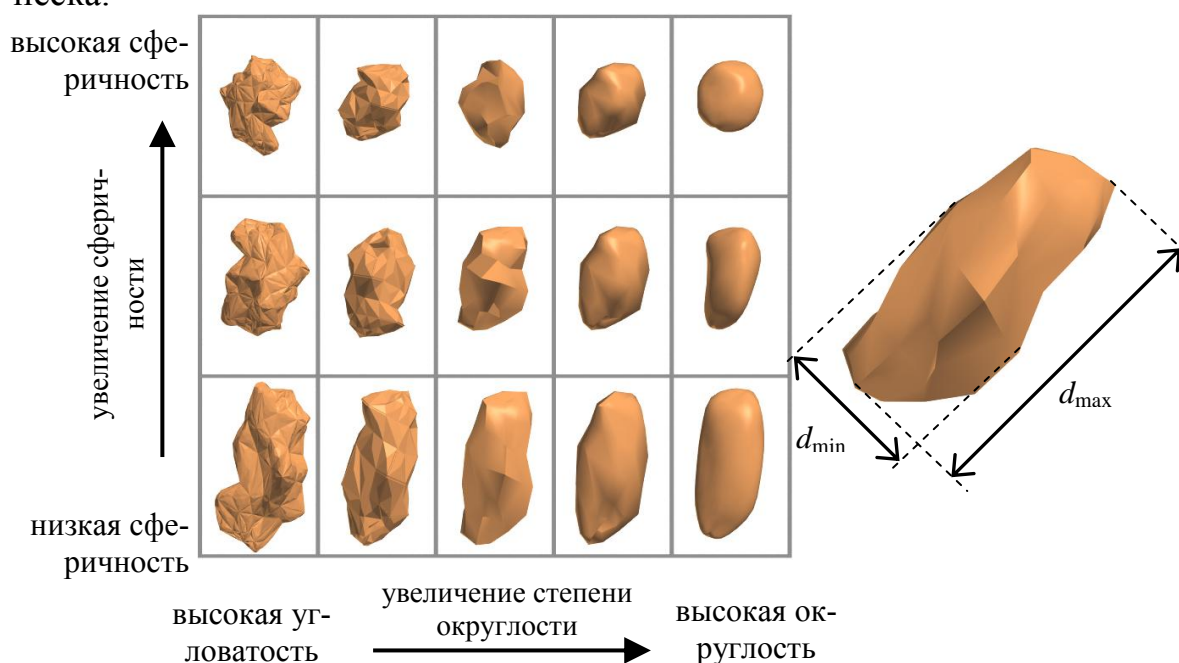 песка.
высокая сфе-
ричность
увеличение сферич-
ности
низкая сфе-
ричность
d_min
d_max
высокая уг-
ловатость
увеличение степени
округлости
высокая ок-
руглость